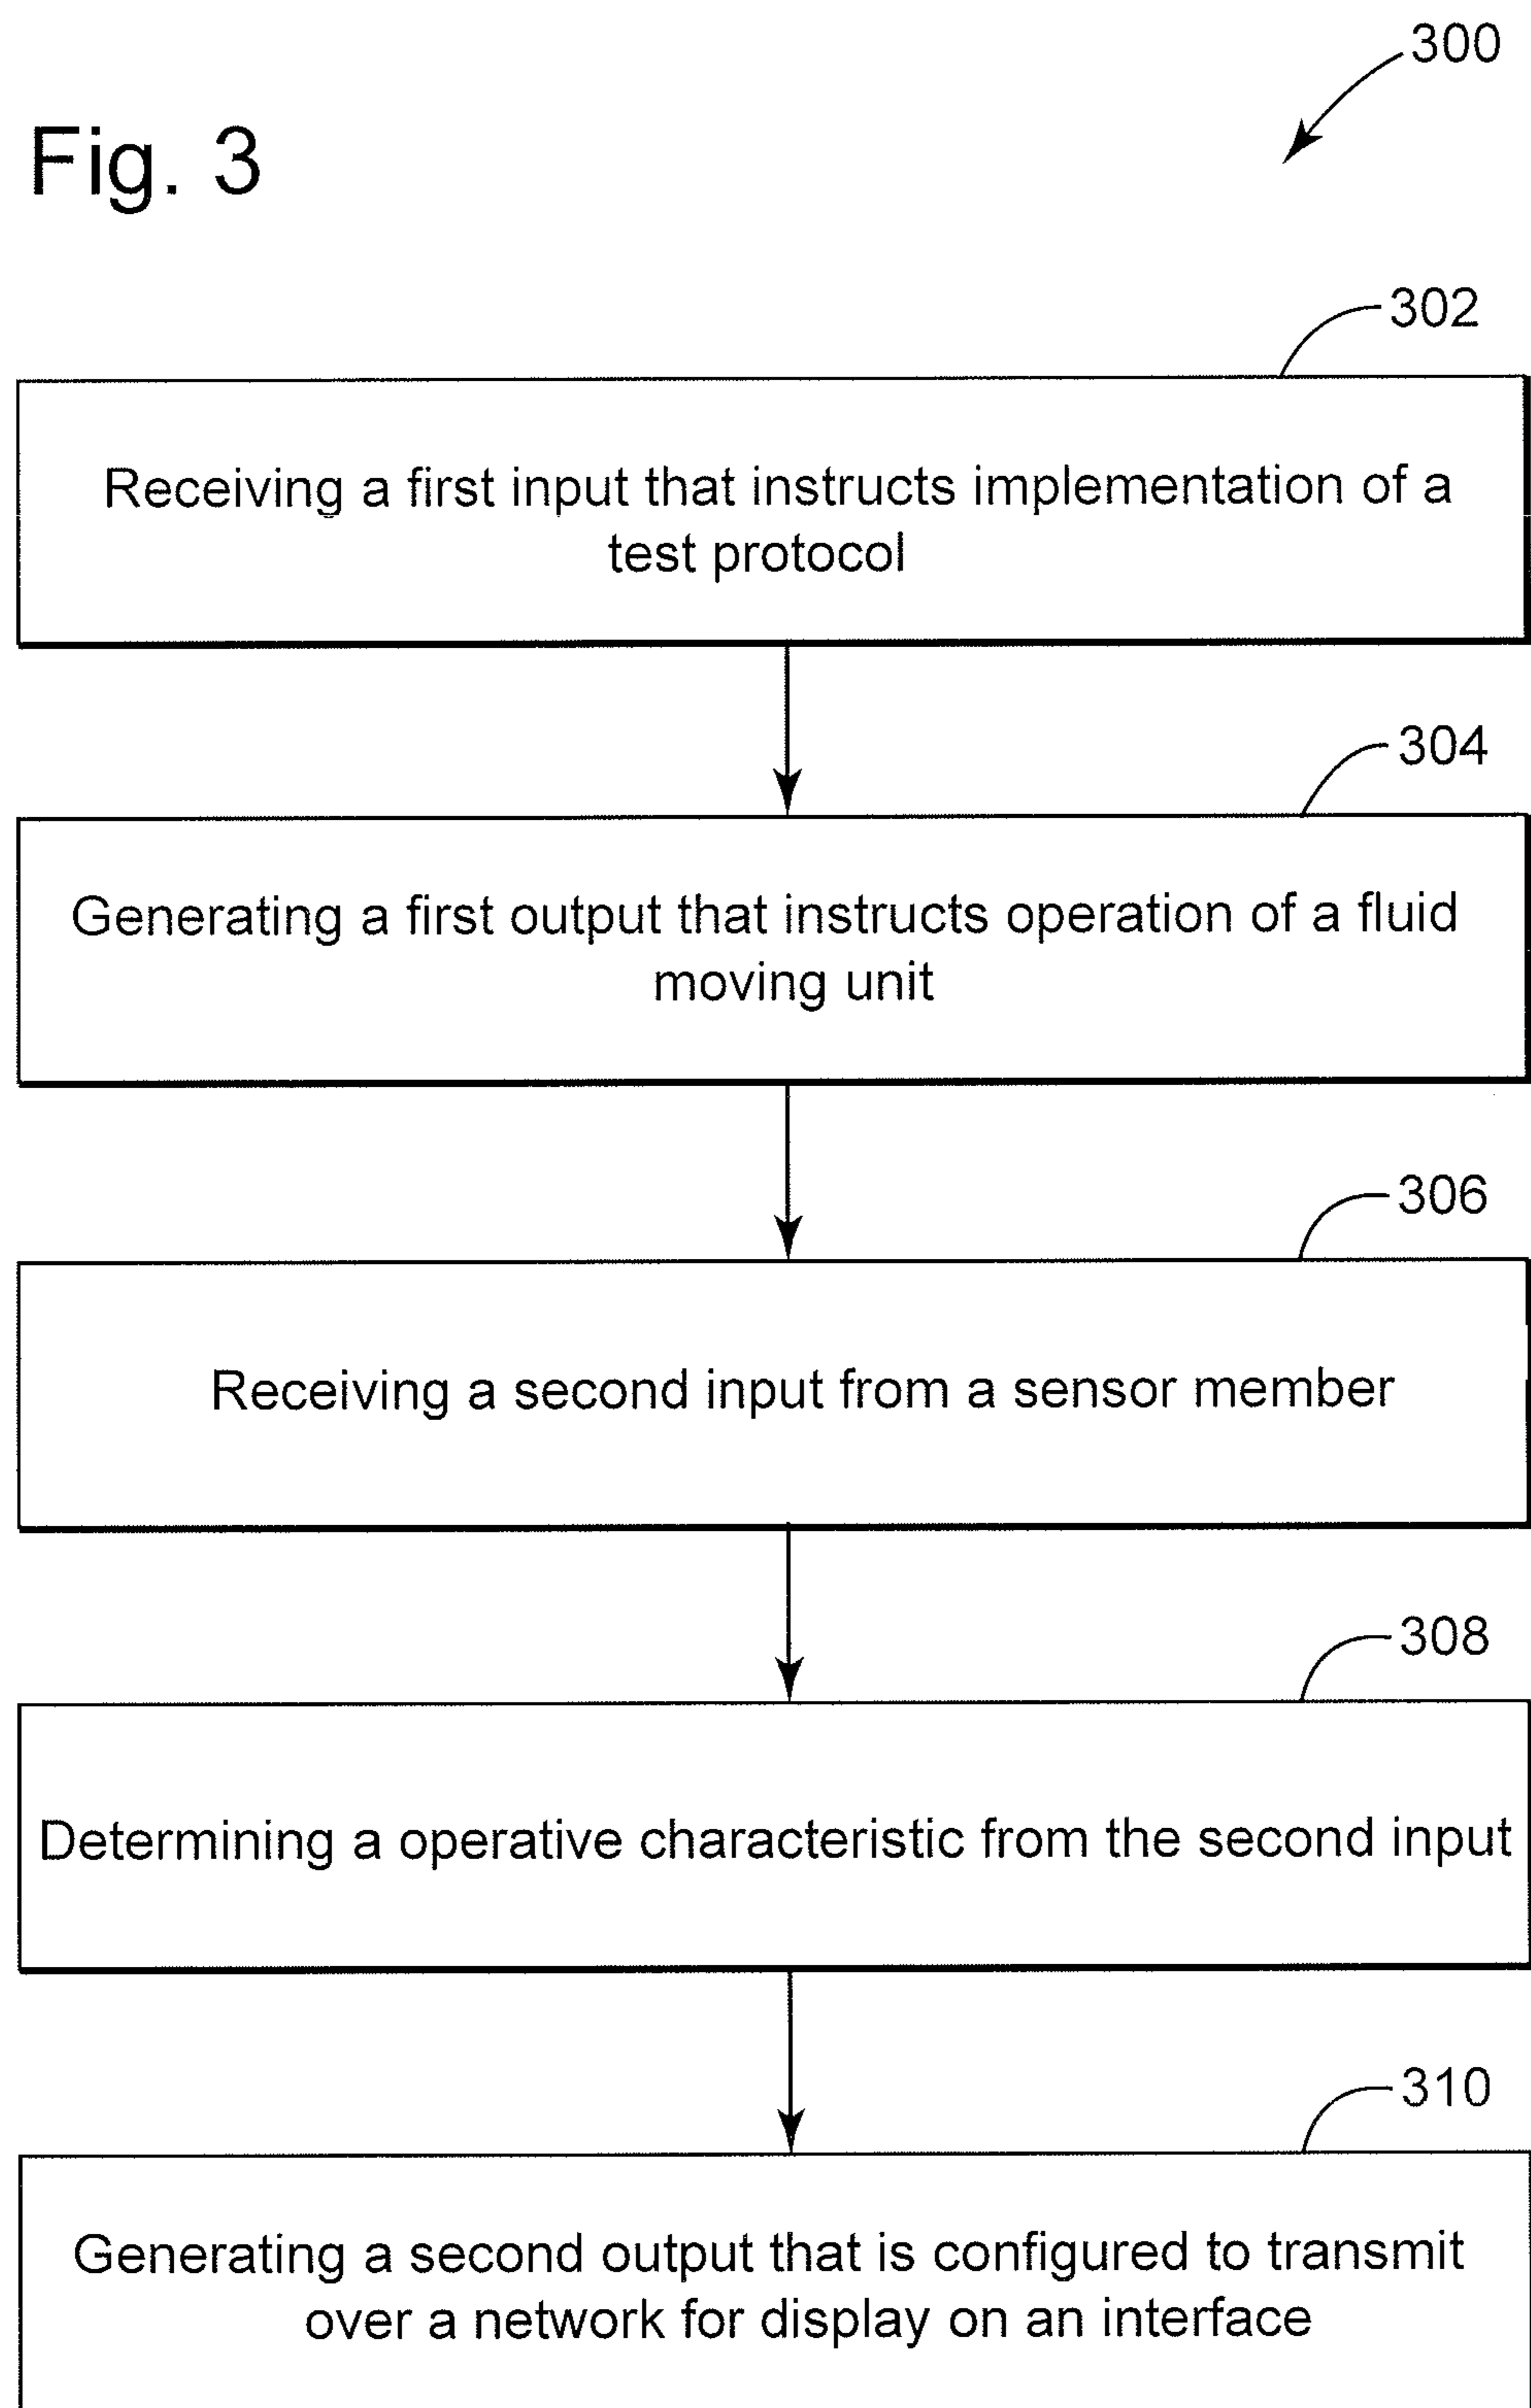 300
Fig. 3
302
Receiving a first input that instructs implementation of a
test protocol
304
Generating a first output that instructs operation of a fluid
moving unit
306
Receiving a second input from a sensor member
308
Determining a operative characteristic from the second input
310
Generating a second output that is configured to transmit
over a network for display on an interface